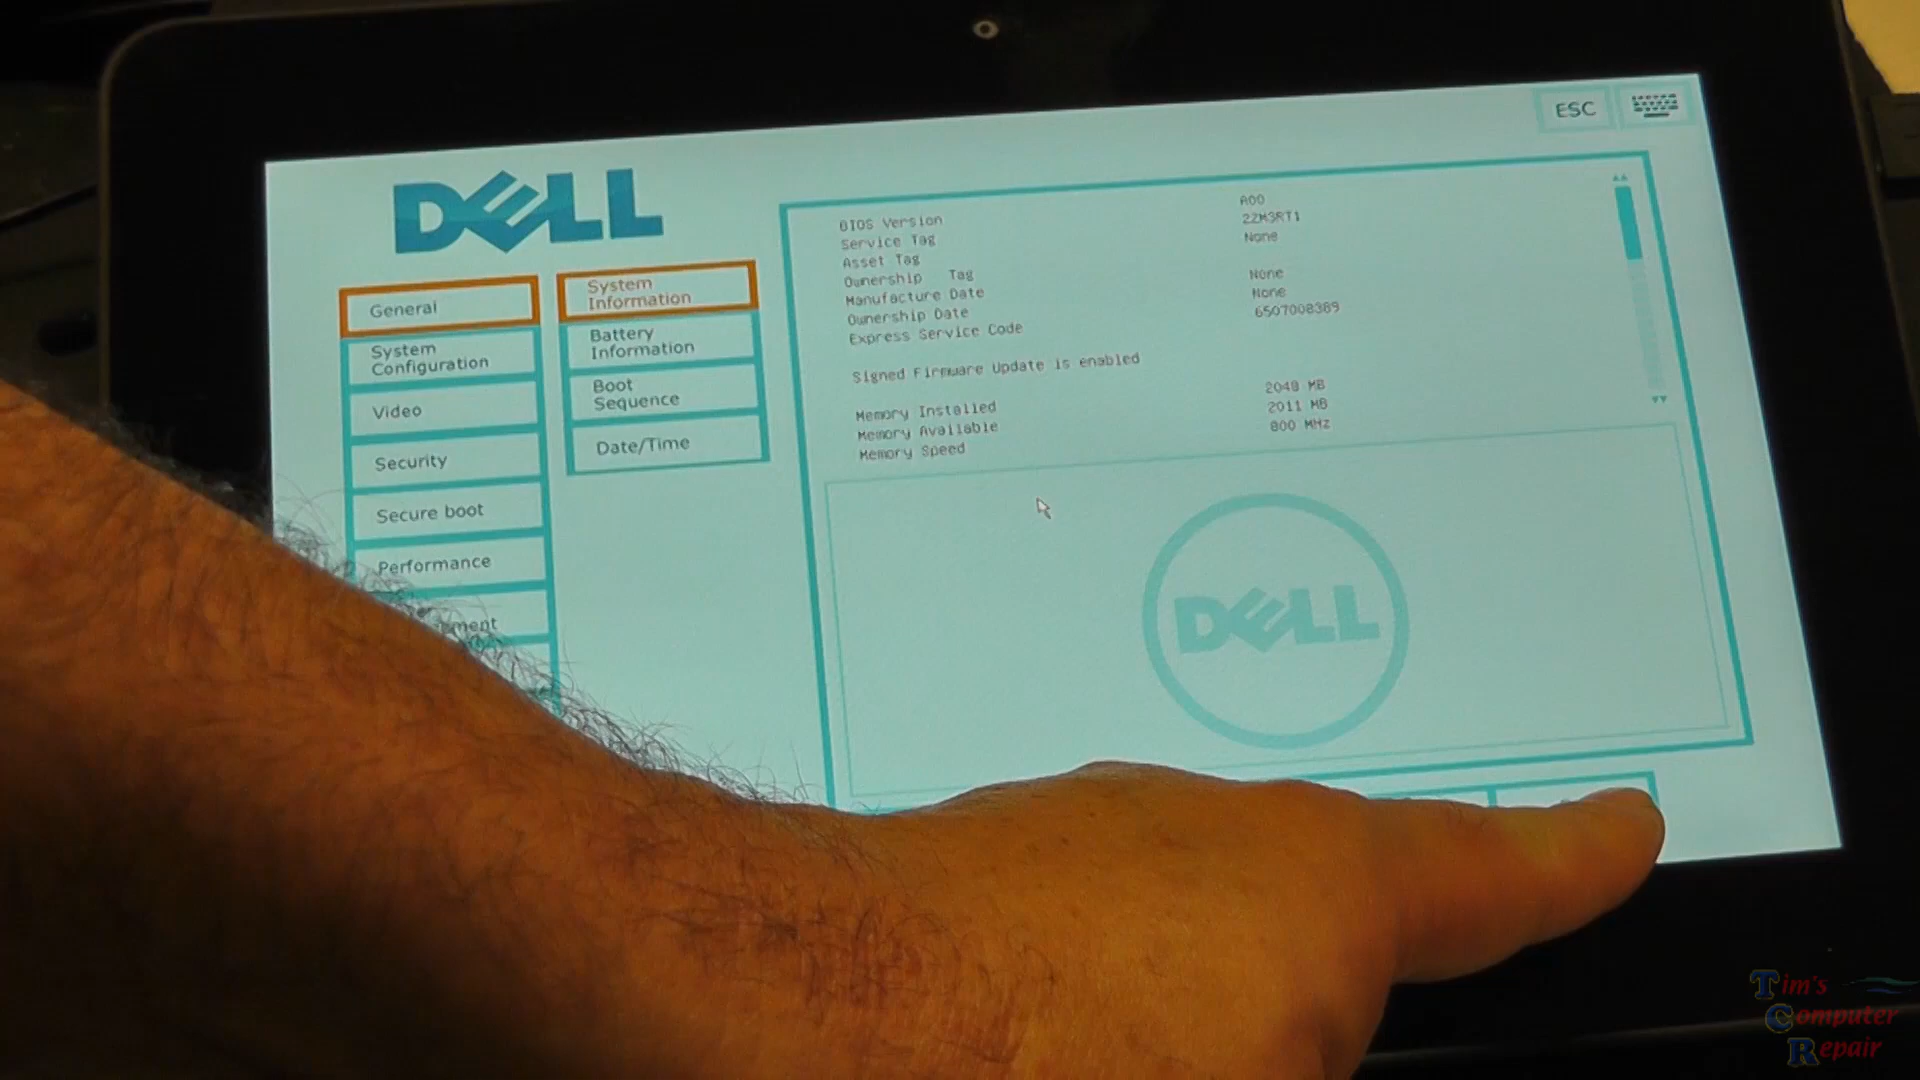 ESC
DELL
General
System
Configuration
Video
Security
Secure boot
Performance
ment
System
Information
Battery
Information
Boot
Sequence
Date/Time
BIOS Version
Service Tag
Asset Tag
Ownership Tag
Manufacture Date
Ownership Date
Express Service Code
Signed Firmware Update is enabled
Memory Installed
Memory Available
Memory Speed
A00
22M3RT1
None
None
None
6507008389
2048 MB
2011 MB
800 MHz
DELL
Tim's
Computer
Repair